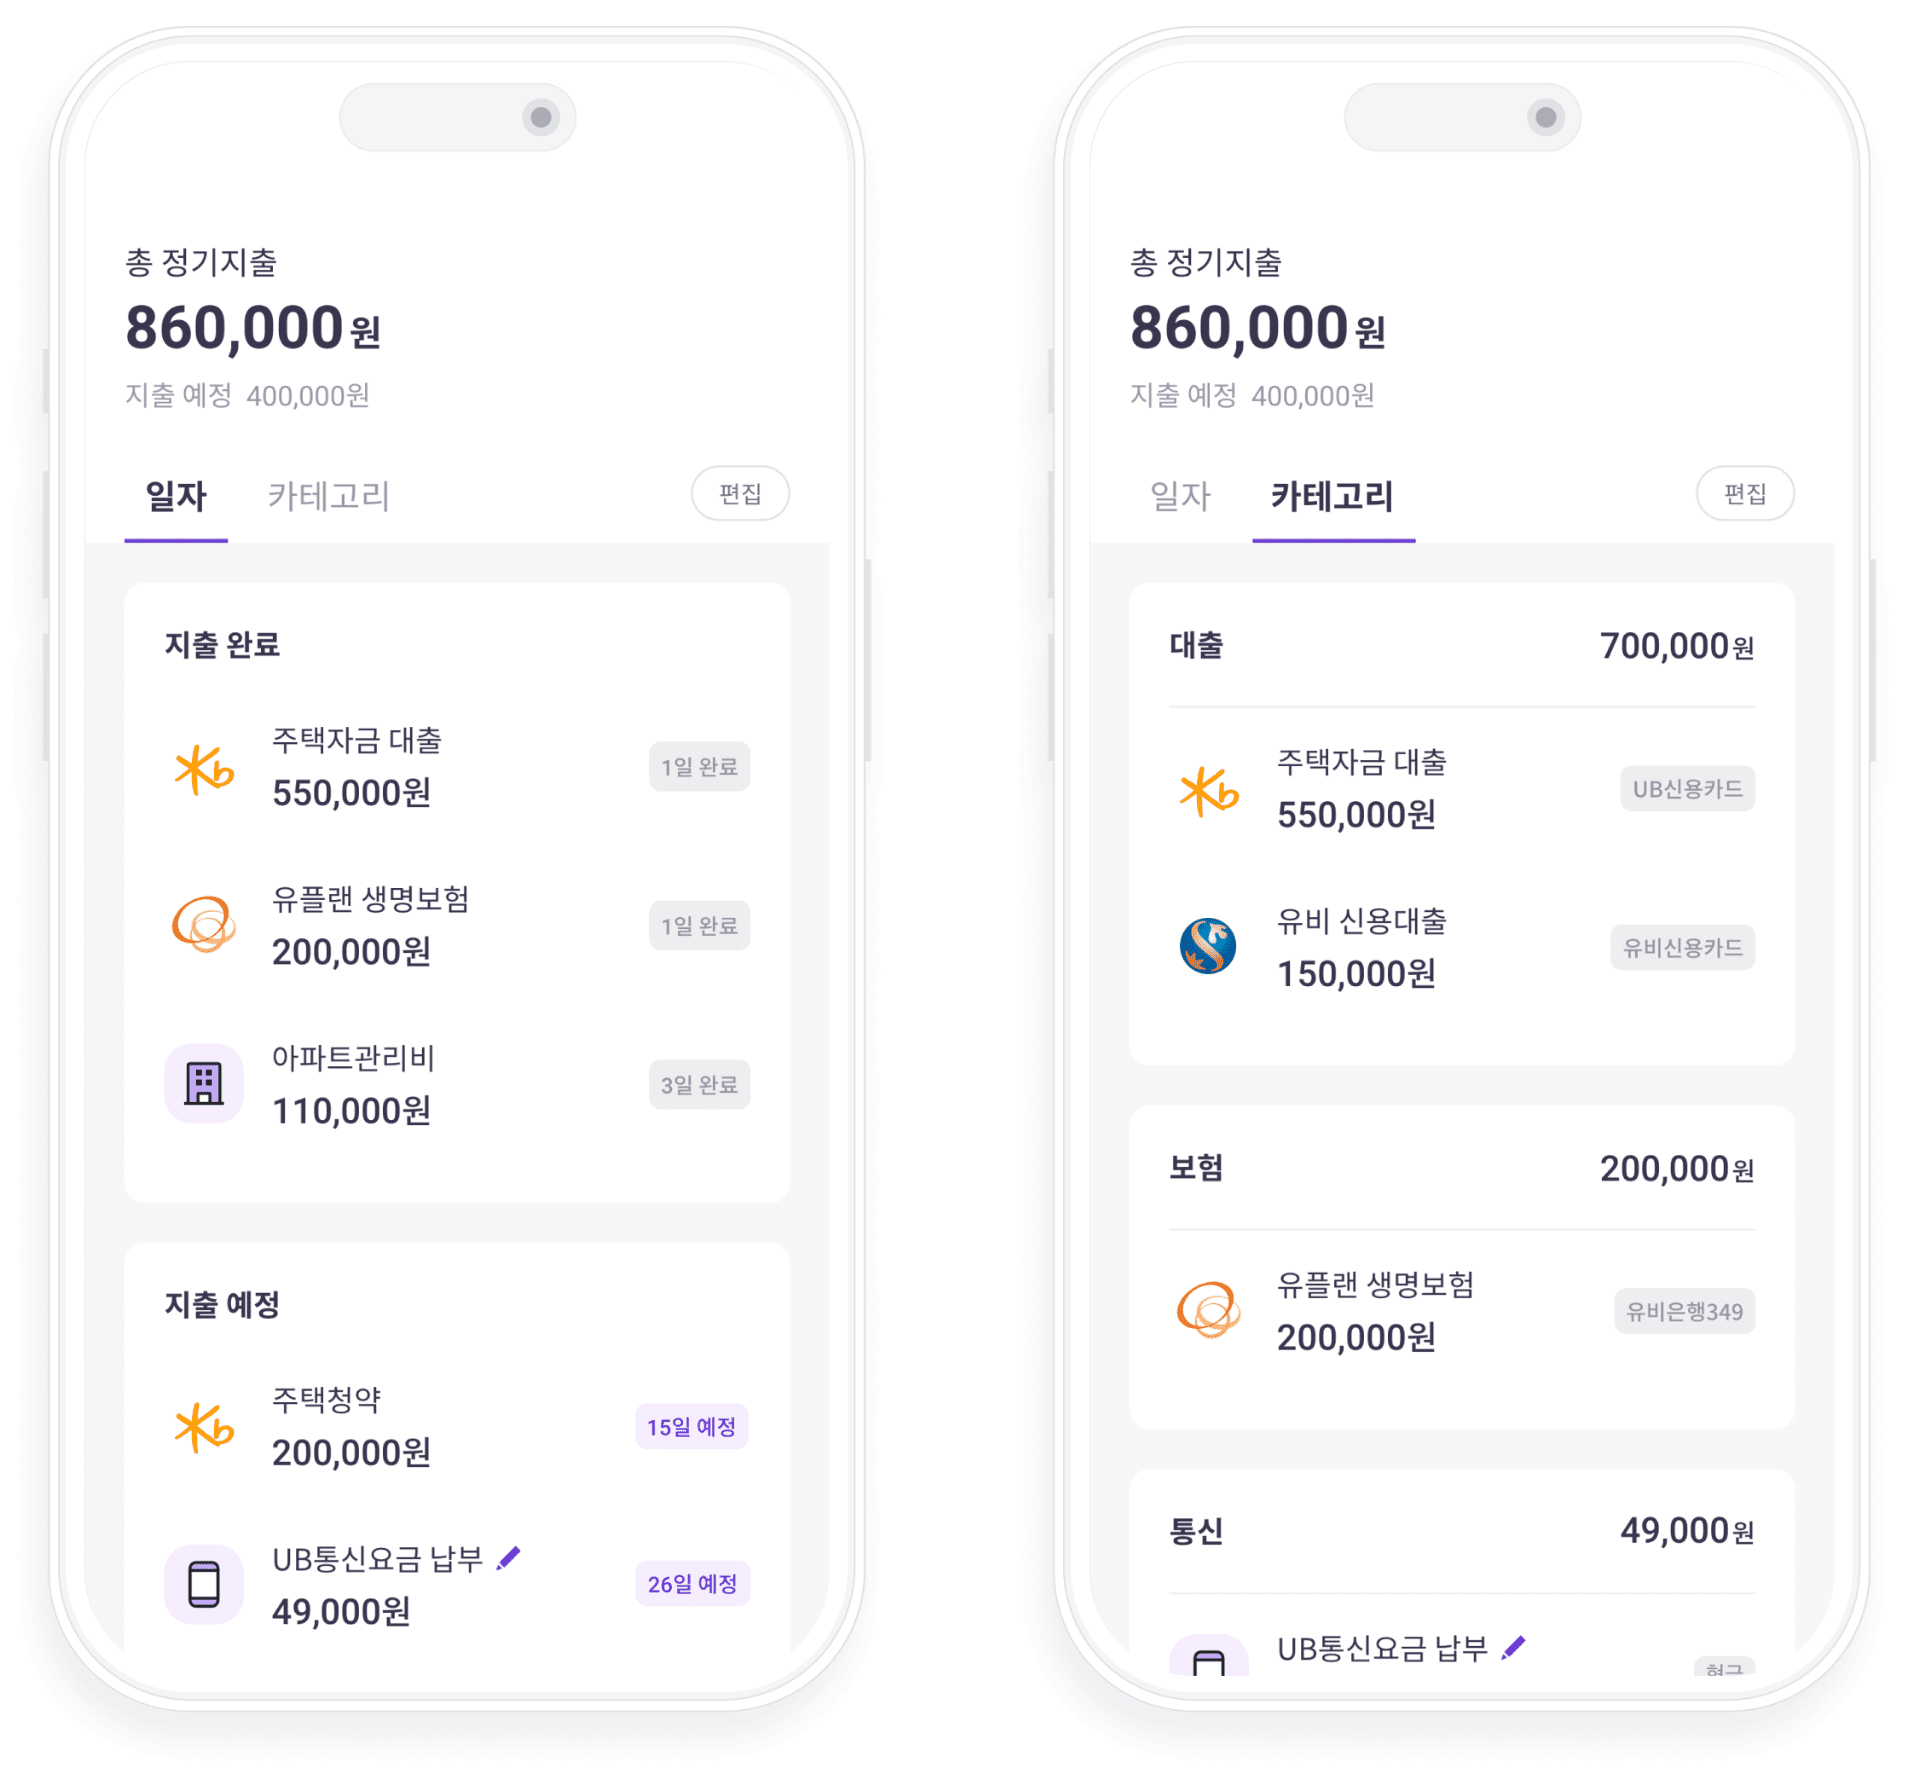 총 정기지출
860,000원
지출 예정 400,000원
일자 카테고리 편집
지출 완료
주택자금 대출
550,000원
1일 완료
유플랜 생명보험
200,000원
1일 완료
아파트관리비
110,000원
3일 완료
지출 예정
주택청약
200,000원
15일 예정
UB통신요금 납부
49,000원
26일 예정
총 정기지출
860,000원
지출 예정 400,000원
일자 카테고리 편집
대출 700,000원
주택자금 대출
550,000원
UB신용카드
유비 신용대출
150,000원
유비신용카드
보험 200,000원
유플랜 생명보험
200,000원
유비은행349
통신 49,000원
UB통신요금 납부